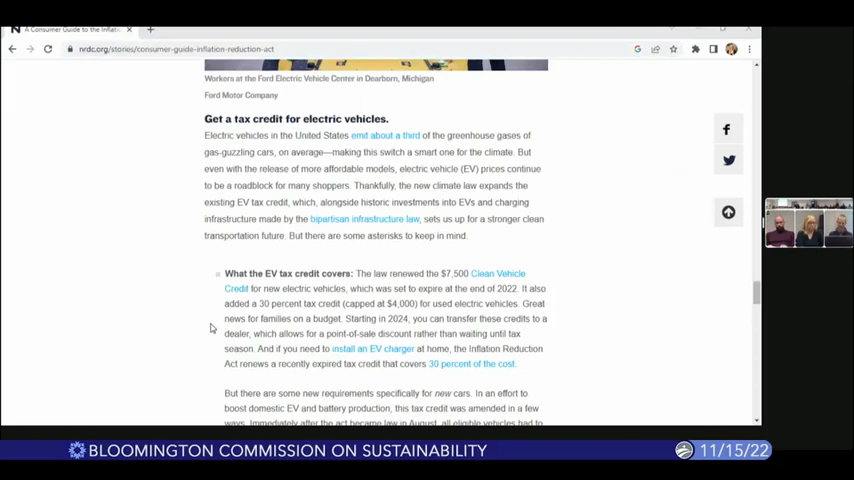 A Consumer Guide to the Inflati
nrdc.org/stories/consumer-guide-inflation-reduction-act
Workers at the Ford Electric Vehicle Center in Dearborn, Michigan
Ford Motor Company
Get a tax credit for electric vehicles.
Electric vehicles in the United States emit about a third of the greenhouse gases of
gas-guzzling cars, on average—making this switch a smart one for the climate. But
even with the release of more affordable models, electric vehicle (EV) prices continue
to be a roadblock for many shoppers. Thankfully, the new climate law expands the
existing EV tax credit, which, alongside historic investments into EVs and charging
infrastructure made by the bipartisan infrastructure law, sets us up for a stronger clean
transportation future. But there are some asterisks to keep in mind.
What the EV tax credit covers: The law renewed the $7,500 Clean Vehicle
Credit for new electric vehicles, which was set to expire at the end of 2022. It also
added a 30 percent tax credit (capped at $4,000) for used electric vehicles. Great
news for families on a budget. Starting in 2024, you can transfer these credits to a
dealer, which allows for a point-of-sale discount rather than waiting until tax
season. And if you need to install an EV charger at home, the Inflation Reduction
Act renews a recently expired tax credit that covers 30 percent of the cost.
But there are some new requirements specifically for new cars. In an effort to
boost domestic EV and battery production, this tax credit was amended in a few
ways. Immediately after the act became law in August, all eligible vehicles had to
BLOOMINGTON COMMISSION ON SUSTAINABILITY
11/15/22